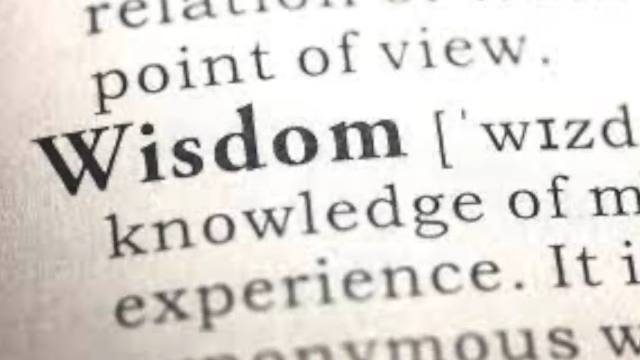 point of view.
Wisdom [ˈwɪzd
knowledge of m
experience. It i